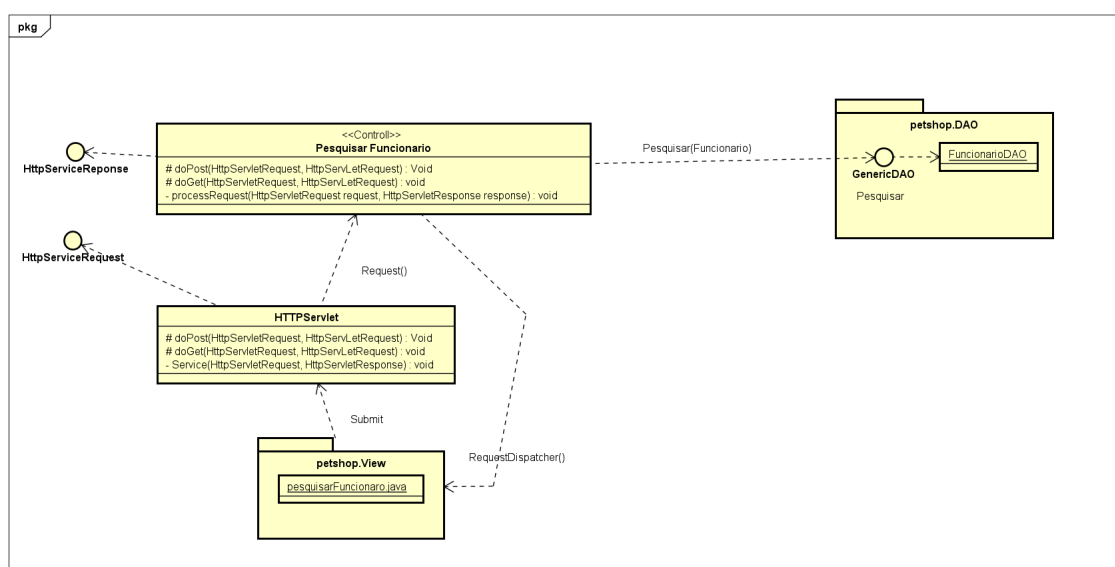 pkg
<<Controll>>
Pesquisar Funcionario
# doPost(HttpServletRequest, HttpServLetRequest) : Void
# doGet(HttpServletRequest, HttpServLetRequest) : void
- processRequest(HttpServletRequest request, HttpServletResponse response) : void
HttpServiceReponse
Pesquisar(Funcionario)
petshop.DAO
FuncionarioDAO
GenericDAO
Pesquisar
HttpServiceRequest
Request()
HTTPServlet
# doPost(HttpServletRequest, HttpServLetRequest) : Void
# doGet(HttpServletRequest, HttpServLetRequest) : void
- Service(HttpServletRequest, HttpServletResponse) : void
Submit
petshop.View
pesquisarFuncionaro.java
RequestDispatcher()